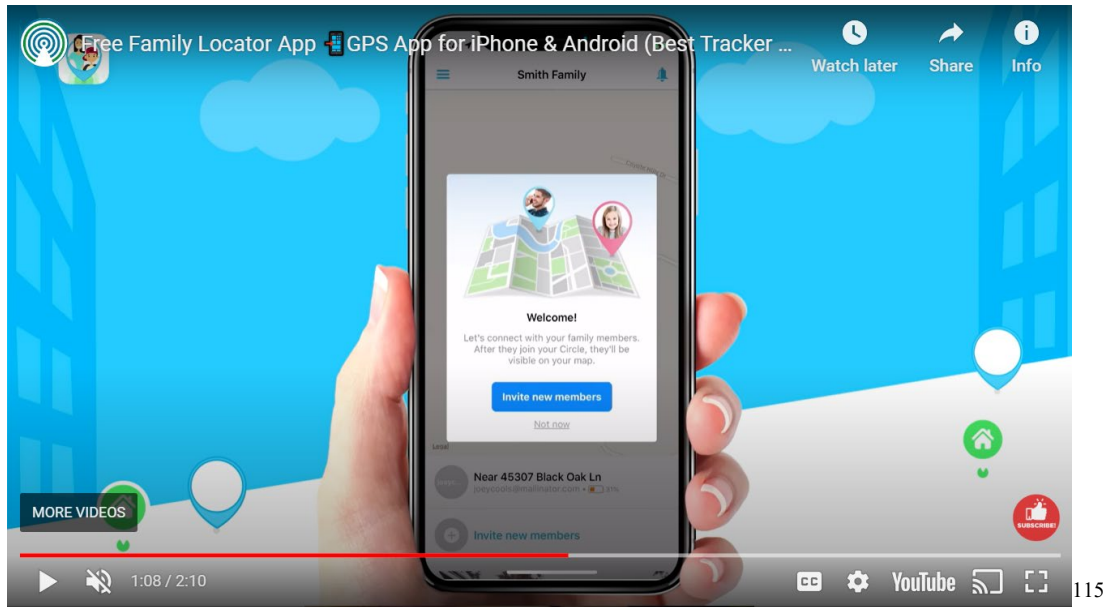 Free Family Locator App 📲GPS App for iPhone & Android (Best Tracker ...
Watch later
Share
Info
Smith Family
Welcome!
Let's connect with your family members.
After they join your Circle, they'll be
visible on your map.
Invite new members
Not now
Legal
Near 45307 Black Oak Ln
joeycools@mailinator.com •
Invite new members
MORE VIDEOS
SUBSCRIBE!
1:08 / 2:10
CC
YouTube
115